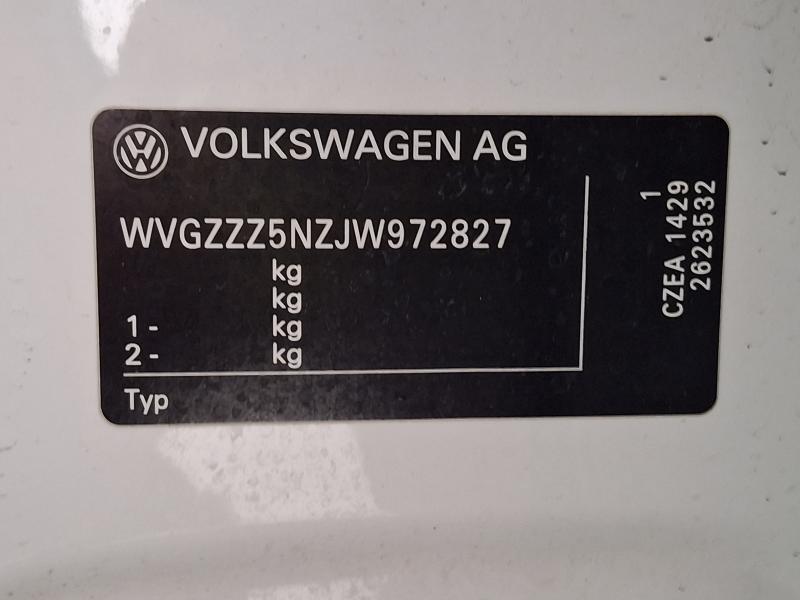 VOLKSWAGEN AG
WVGZZZ5NZJW972827
kg
kg
1 - kg
2 - kg
Typ
1
CZEA 1429
2623532